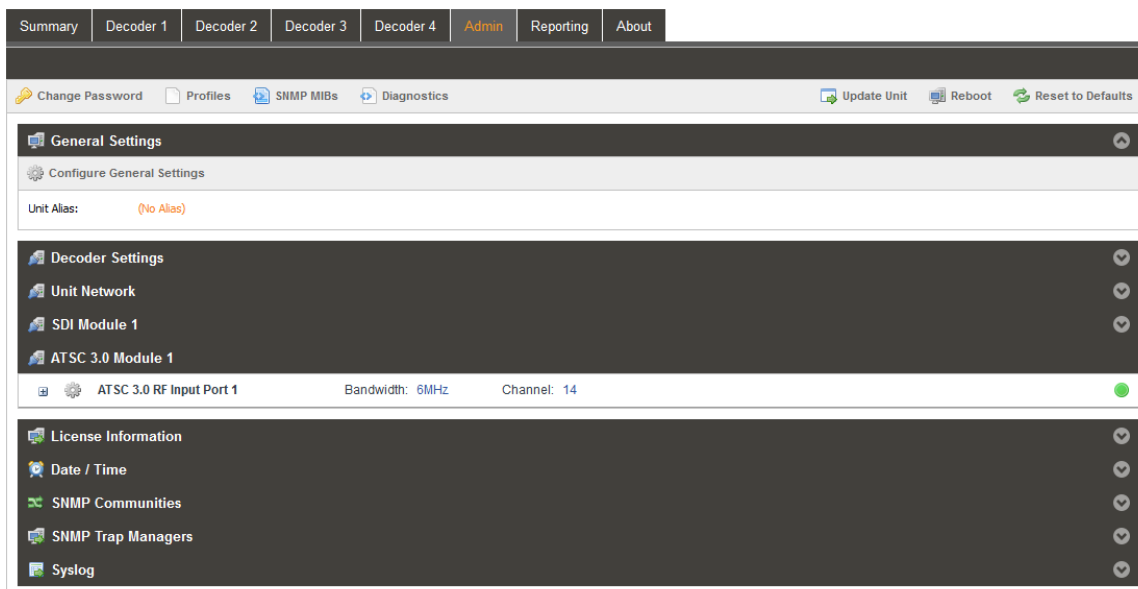 Summary Decoder 1 Decoder 2 Decoder 3 Decoder 4 Admin Reporting About
Change Password Profiles SNMP MIBs Diagnostics Update Unit Reboot Reset to Defaults
General Settings
Configure General Settings
Unit Alias: (No Alias)
Decoder Settings
Unit Network
SDI Module 1
ATSC 3.0 Module 1
ATSC 3.0 RF Input Port 1 Bandwidth: 6MHz Channel: 14
License Information
Date / Time
SNMP Communities
SNMP Trap Managers
Syslog